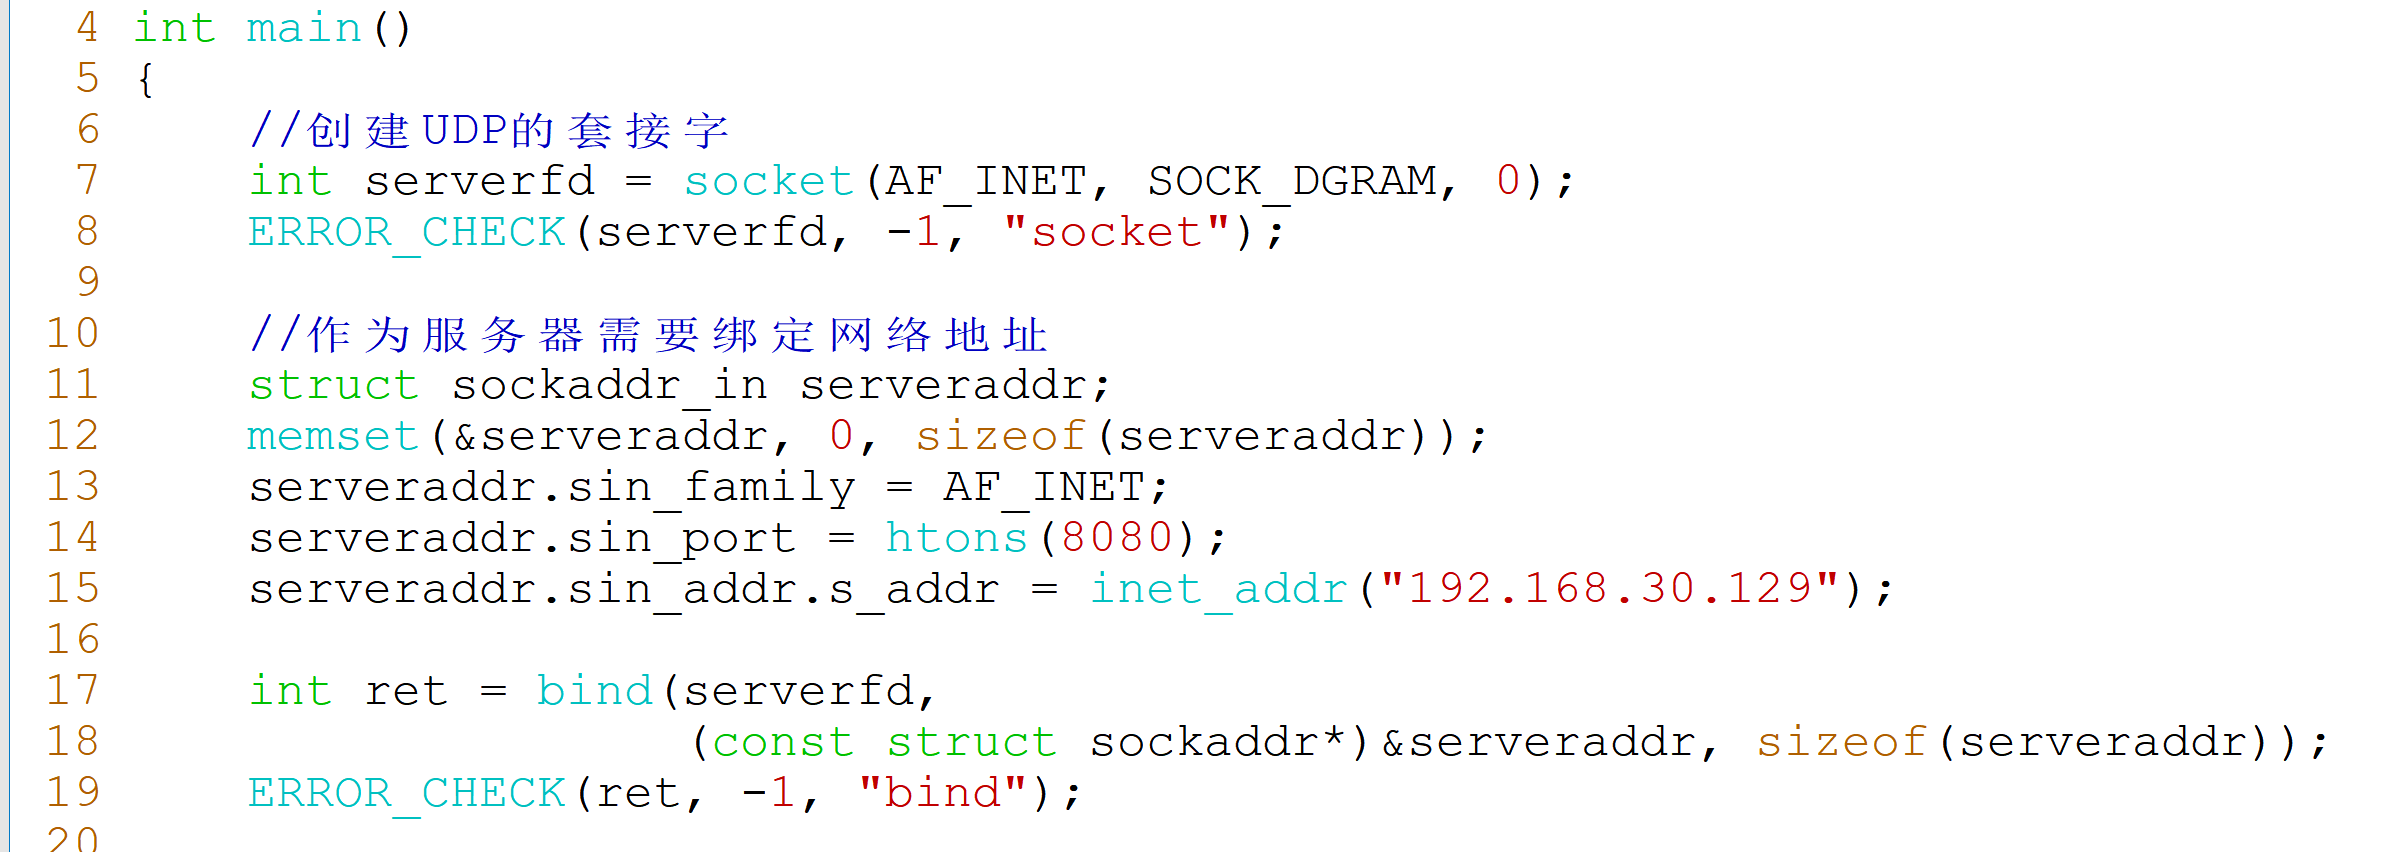 4 int main()
5 {
6     //创建UDP的套接字
7     int serverfd = socket(AF_INET, SOCK_DGRAM, 0);
8     ERROR_CHECK(serverfd, -1, "socket");
9
10     //作为服务器需要绑定网络地址
11     struct sockaddr_in serveraddr;
12     memset(&serveraddr, 0, sizeof(serveraddr));
13     serveraddr.sin_family = AF_INET;
14     serveraddr.sin_port = htons(8080);
15     serveraddr.sin_addr.s_addr = inet_addr("192.168.30.129");
16
17     int ret = bind(serverfd,
18                    (const struct sockaddr*)&serveraddr, sizeof(serveraddr));
19     ERROR_CHECK(ret, -1, "bind");
20